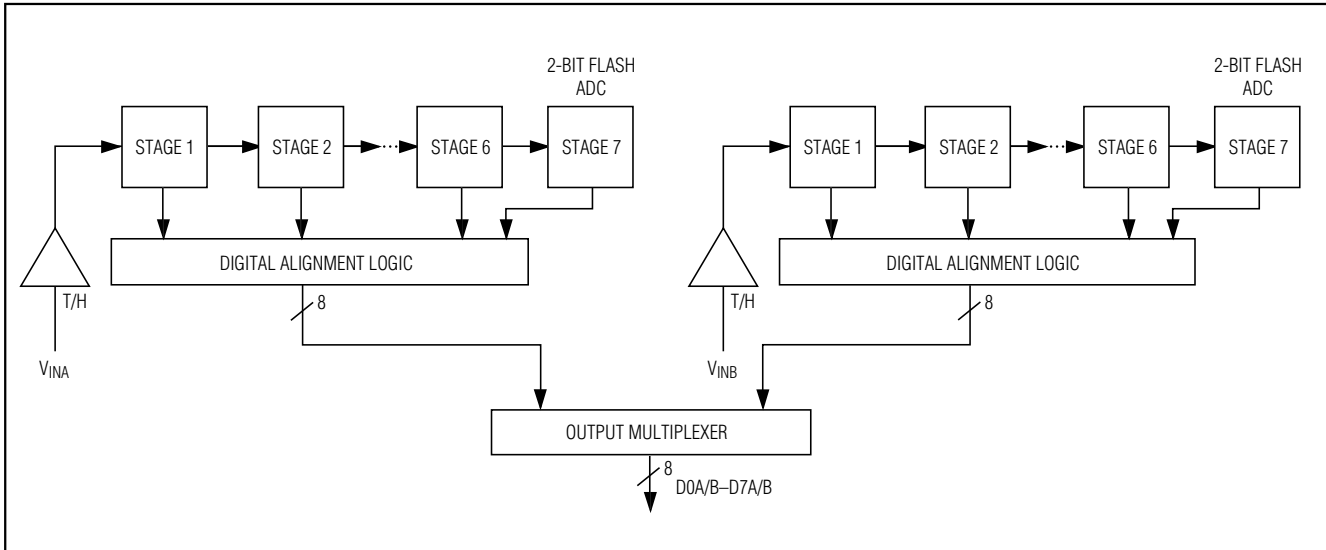 2-BIT FLASH
ADC
STAGE 1
STAGE 2
STAGE 6
STAGE 7
DIGITAL ALIGNMENT LOGIC
T/H
8
VINA
2-BIT FLASH
ADC
STAGE 1
STAGE 2
STAGE 6
STAGE 7
DIGITAL ALIGNMENT LOGIC
T/H
8
VINB
OUTPUT MULTIPLEXER
8
D0A/B–D7A/B